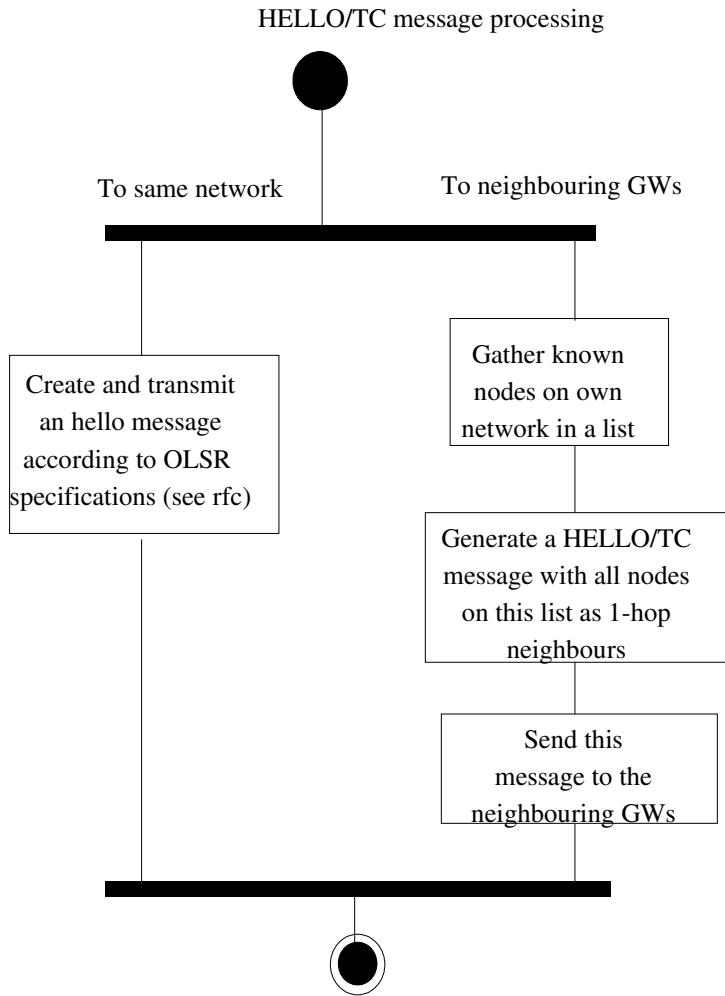 HELLO/TC message processing
To same network
To neighbouring GWs
Create and transmit
an hello message
according to OLSR
specifications (see rfc)
Gather known
nodes on own
network in a list
Generate a HELLO/TC
message with all nodes
on this list as 1-hop
neighbours
Send this
message to the
neighbouring GWs